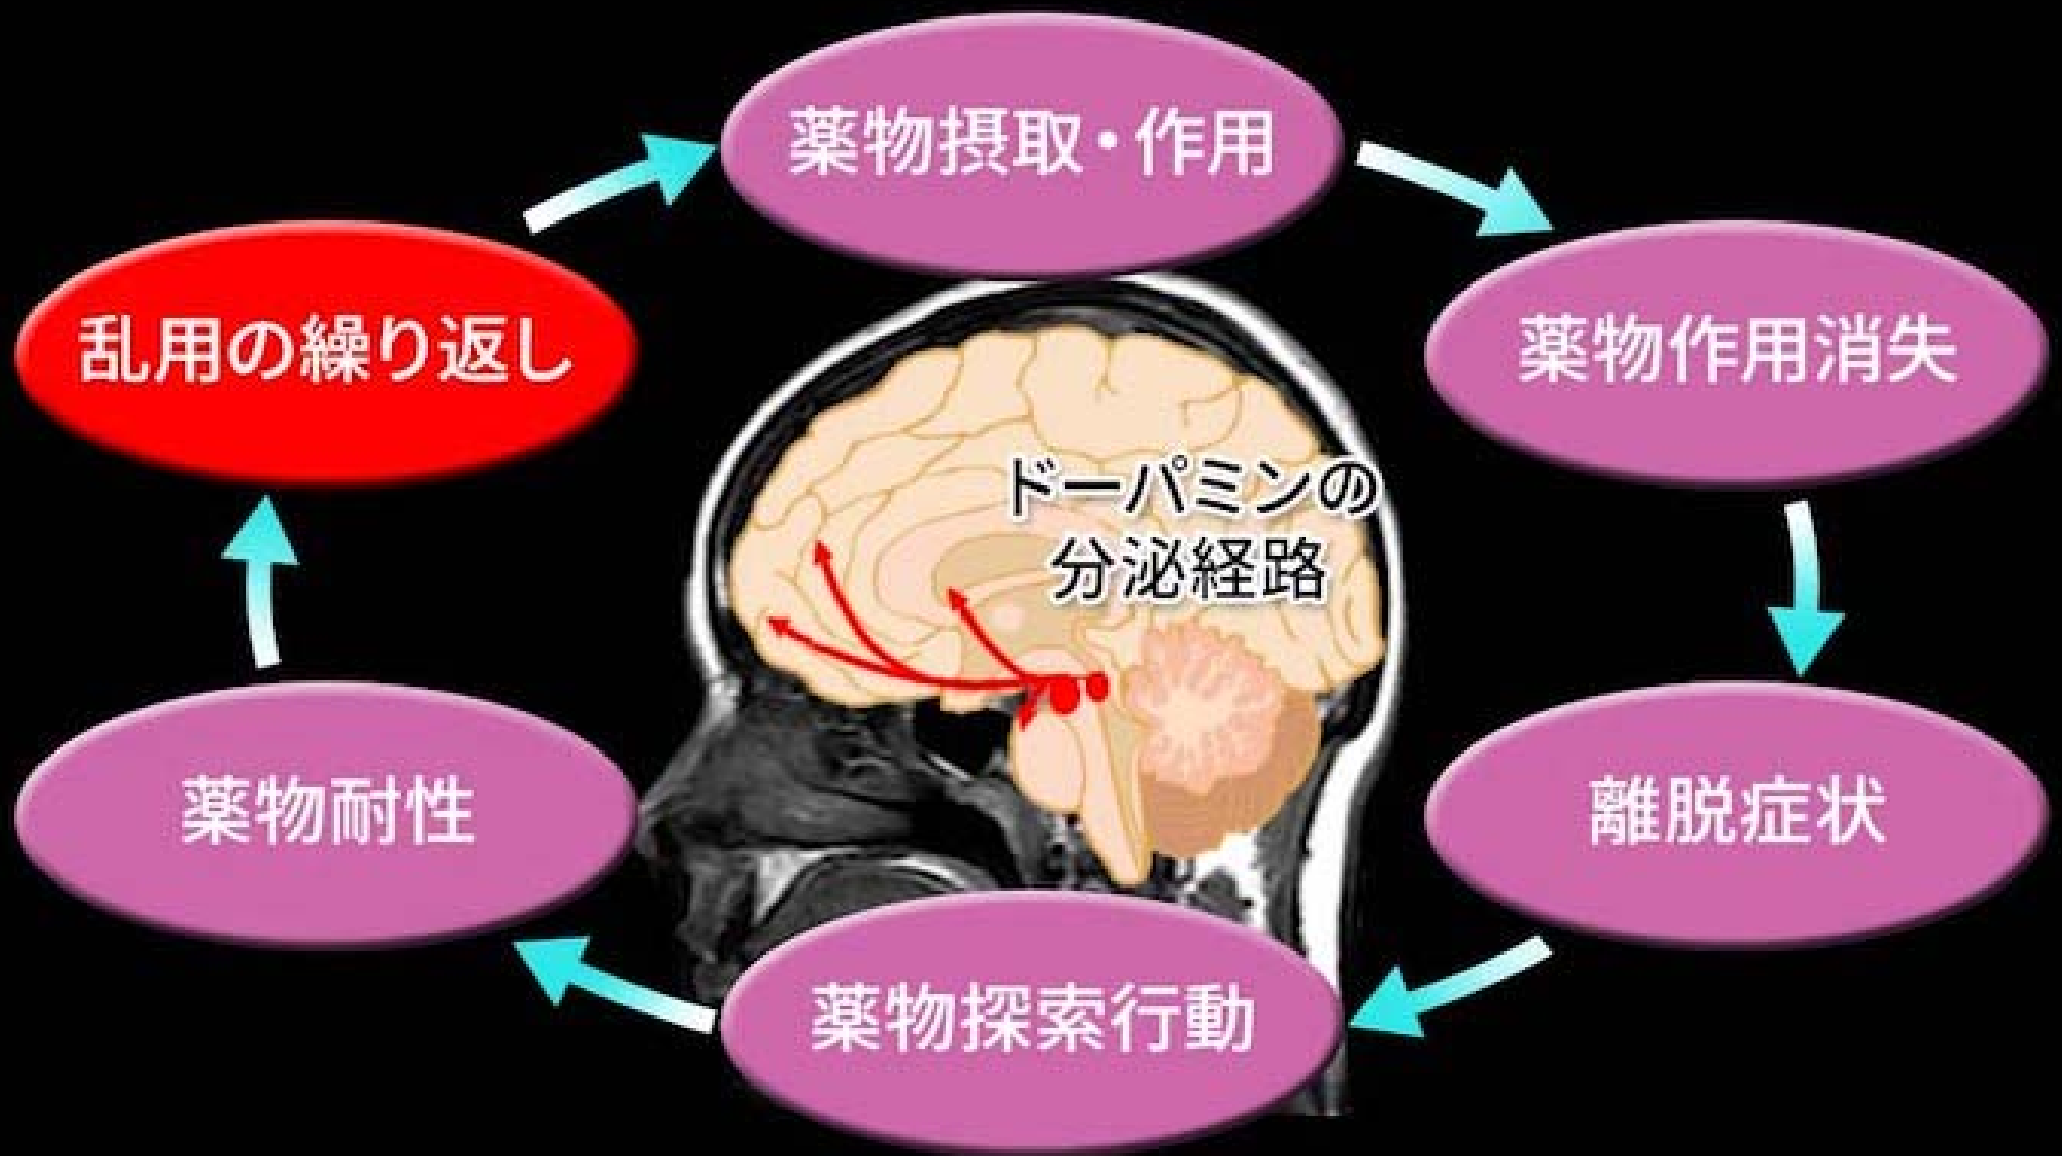 薬物摂取・作用
乱用の繰り返し
薬物作用消失
ドーパミンの
分泌経路
薬物耐性
離脱症状
薬物探索行動